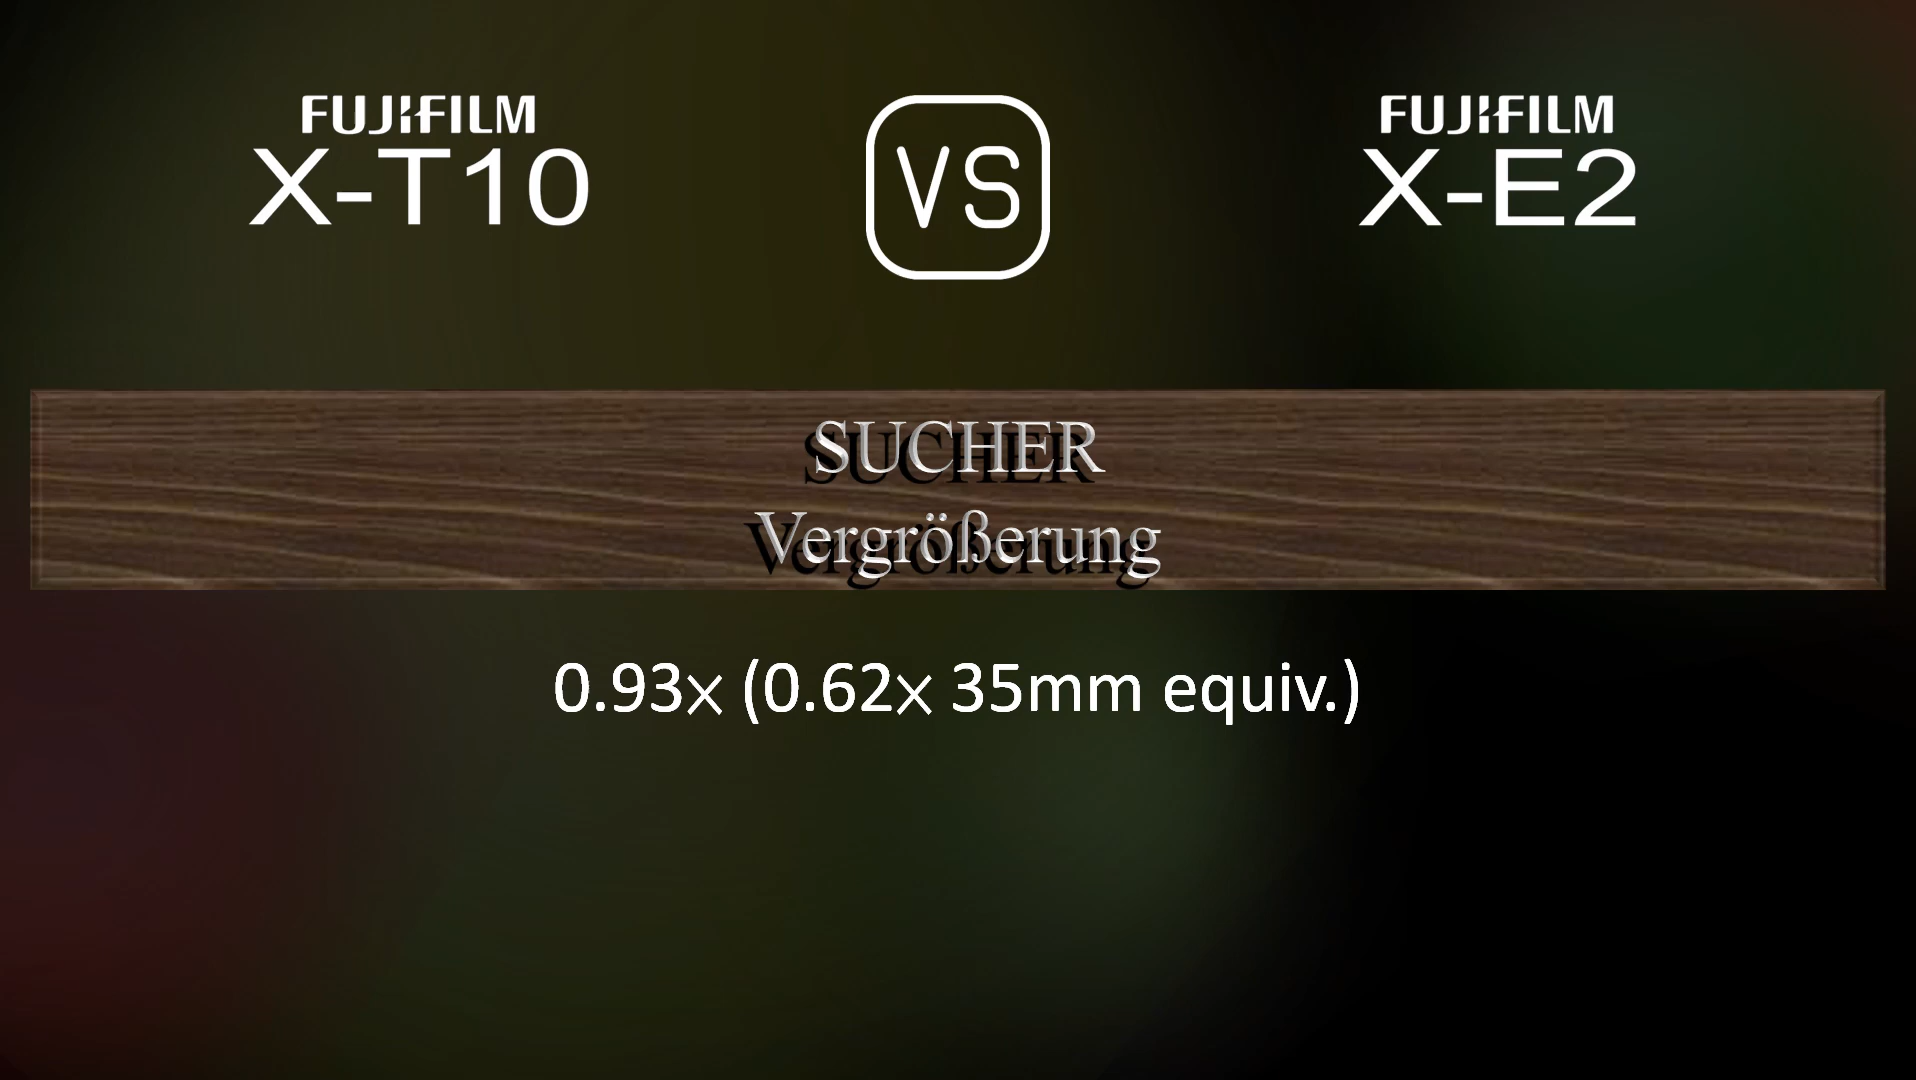 FUJIFILM
X-T10
VS
FUJIFILM
X-E2
SUCHER
Vergrößerung
0.93x (0.62x 35mm equiv.)